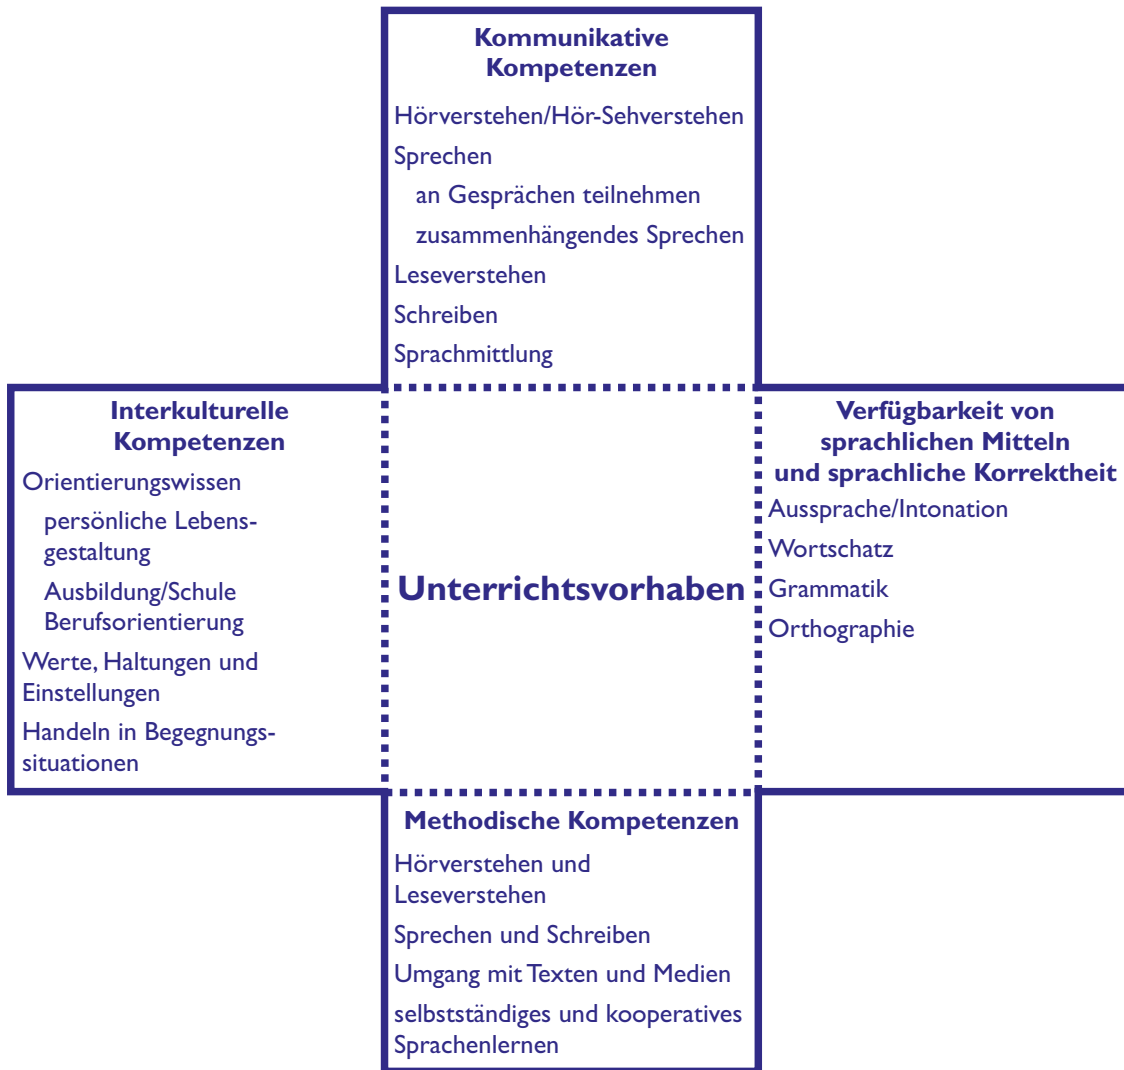 Kommunikative
Kompetenzen
Hörverstehen/Hör-Sehverstehen
Sprechen
an Gesprächen teilnehmen
zusammenhängendes Sprechen
Leseverstehen
Schreiben
Sprachmittlung
Interkulturelle
Kompetenzen
Orientierungswissen
persönliche Lebens-
gestaltung
Ausbildung/Schule
Berufsorientierung
Werte, Haltungen und
Einstellungen
Handeln in Begegnungs-
situationen
Unterrichtsvorhaben
Verfügbarkeit von
sprachlichen Mitteln
und sprachliche Korrektheit
Aussprache/Intonation
Wortschatz
Grammatik
Orthographie
Methodische Kompetenzen
Hörverstehen und
Leseverstehen
Sprechen und Schreiben
Umgang mit Texten und Medien
selbstständiges und kooperatives
Sprachenlernen